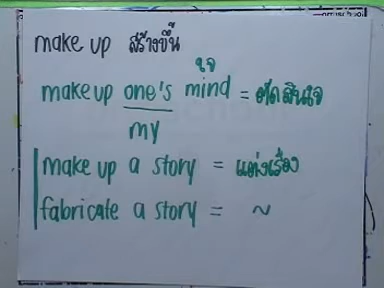 make up สร้างขึ้น
ใจ
make up one's mind = ตัดสินใจ
my
make up a story = แต่งเรื่อง
fabricate a story = ~